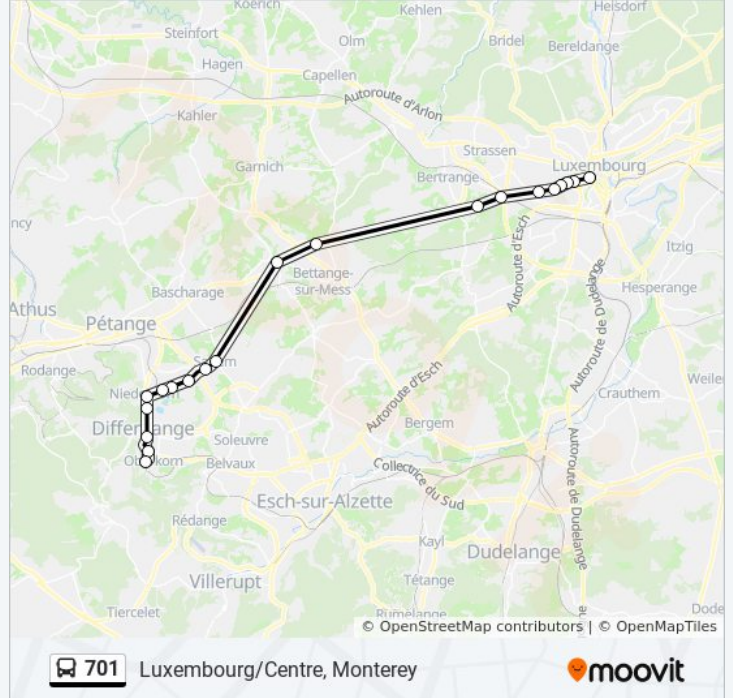 Koerich
Kehlen
Heisdorf
Steinfort
Olm
Bridel
Bereldange
Hagen
Capellen
Autoroute d'Arlon
Kahler
Strassen
Luxembourg
Garnich
Bertrange
ncy
Autoroute d'Esch
Itzig
Bettange-
sur-Mess
Hesperange
Bascharage
Athus
Pétange
Autoroute de Dudelange
Rodange
Autoroute d'Esch
Weiler
Crauthem
Bergem
Soleuvre
Belvaux
Collectrice du Sud
Autoroute de Dudelange
Esch-sur-Alzette
Rédange
Kayl
Dudelange
Villerupt
Tétange
Tiercelet
Rumelange
Dode
© OpenStreetMap contributors | © OpenMapTiles
701 Luxembourg/Centre, Monterey
moovit